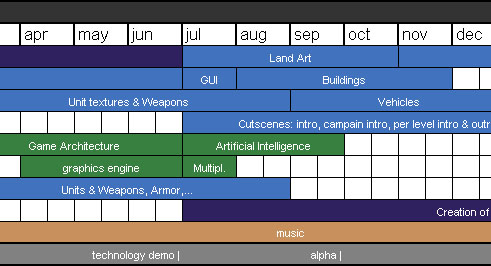 apr may jun jul aug sep oct nov dec
Land Art
GUI Buildings
Unit textures & Weapons Vehicles
Cutscenes: intro, campain intro, per level intro & outr
Game Architecture Artificial Intelligence
graphics engine Multipl.
Units & Weapons, Armor,...
Creation of
music
technology demo | alpha |